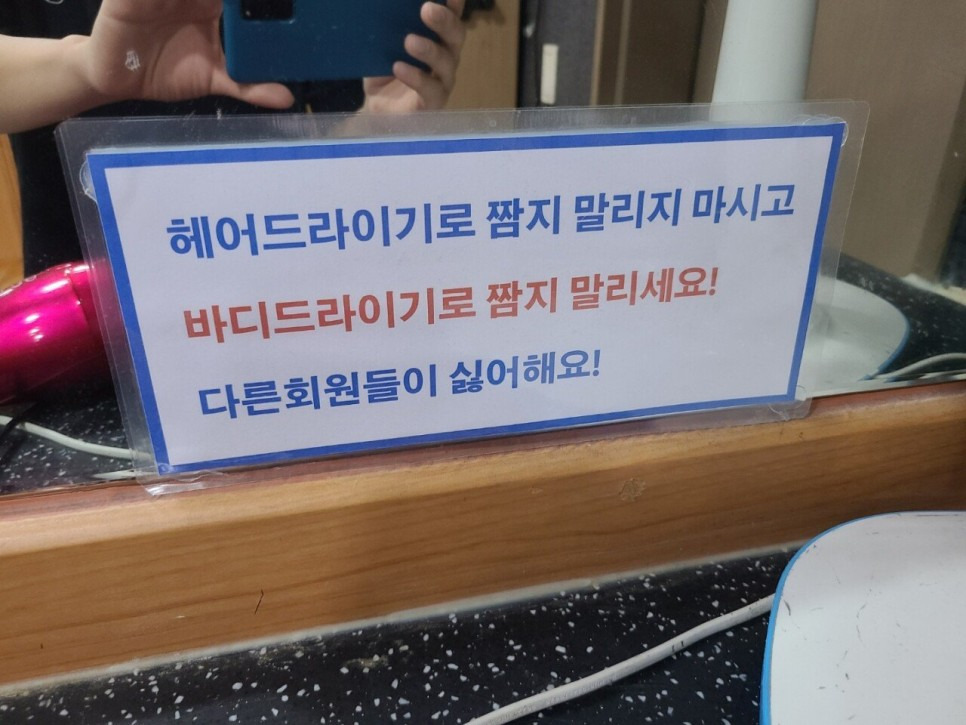 헤어드라이기로 짬지 말리지 마시고
바디드라이기로 짬지 말리세요!
다른회원들이 싫어해요!